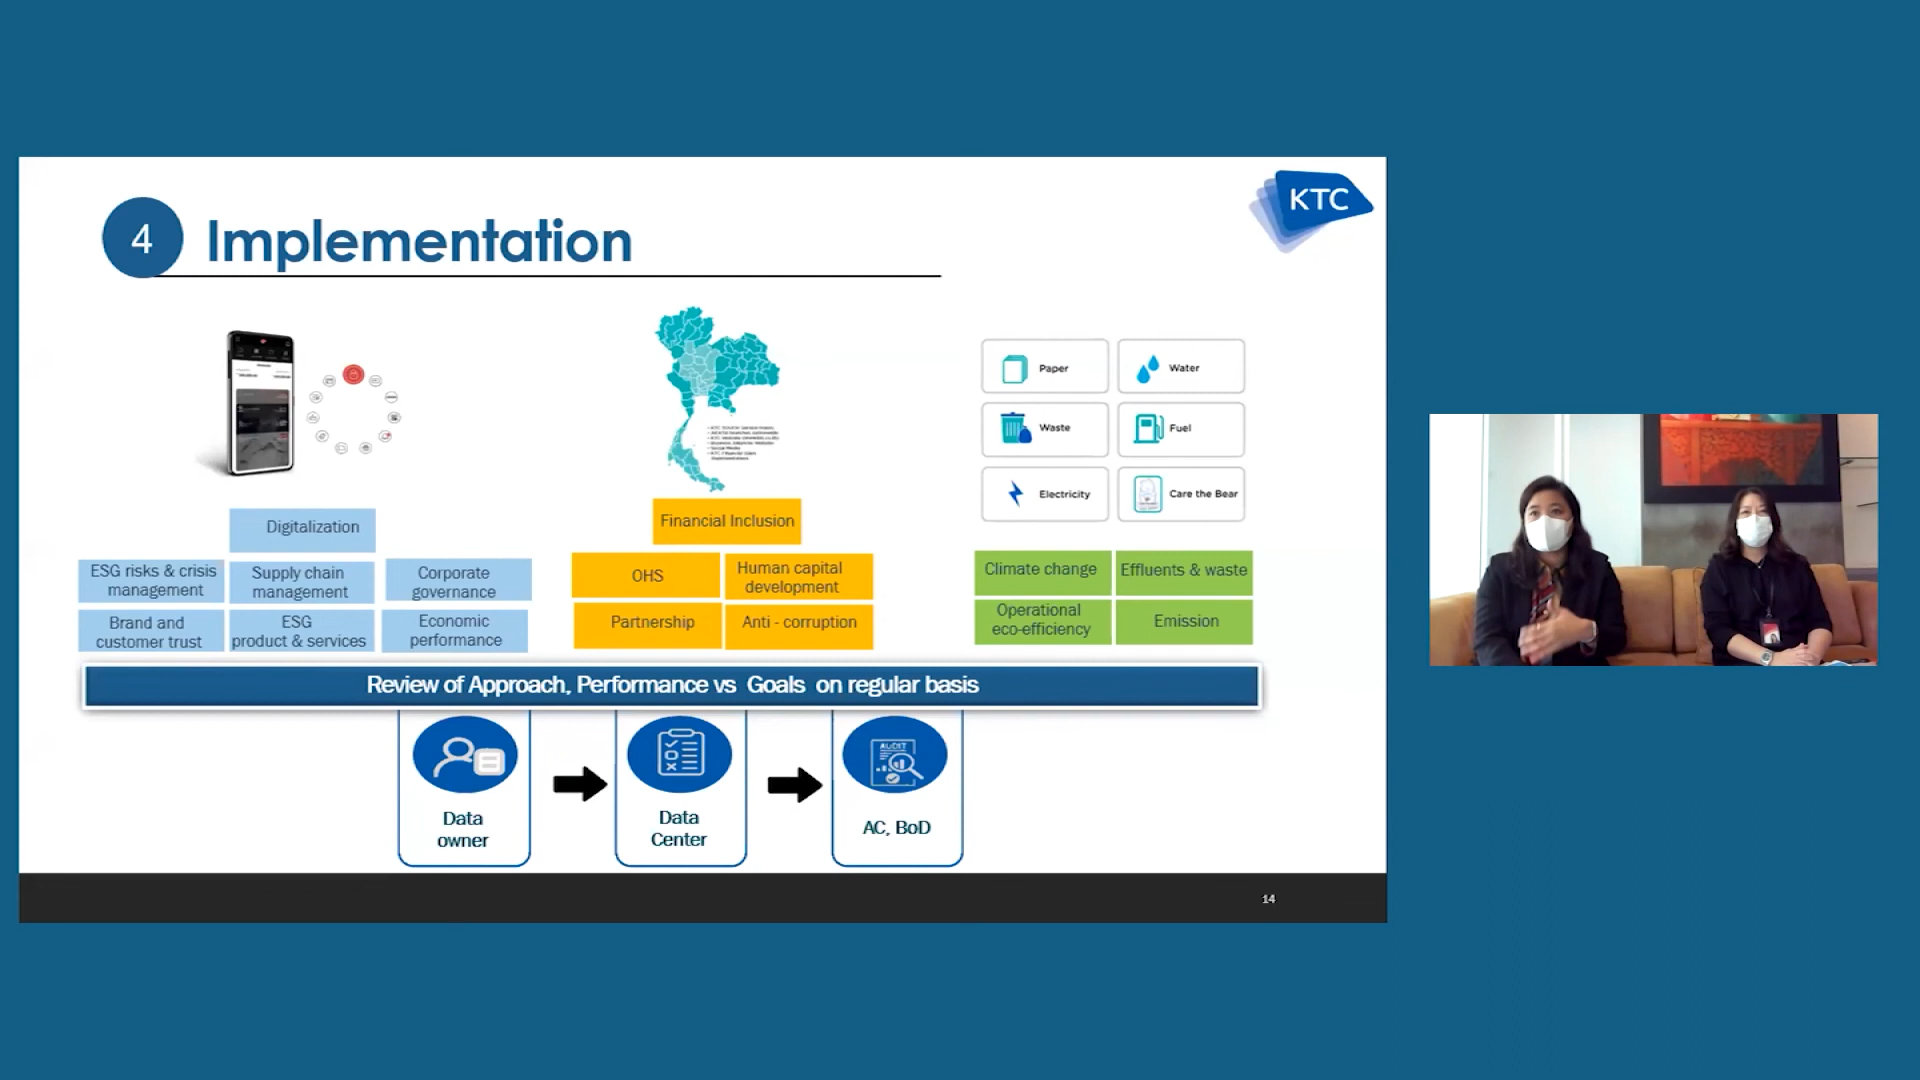 KTC
4
Implementation
Paper
Water
Waste
Fuel
Electricity
Care the Bear
Digitalization
ESG risks & crisis
management
Supply chain
management
Corporate
governance
Brand and
customer trust
ESG
product & services
Economic
performance
Financial Inclusion
OHS
Human capital
development
Partnership
Anti - corruption
Climate change
Effluents & waste
Operational
eco-efficiency
Emission
Review of Approach, Performance vs Goals on regular basis
Data
owner
Data
Center
AUDIT
AC, BoD
14